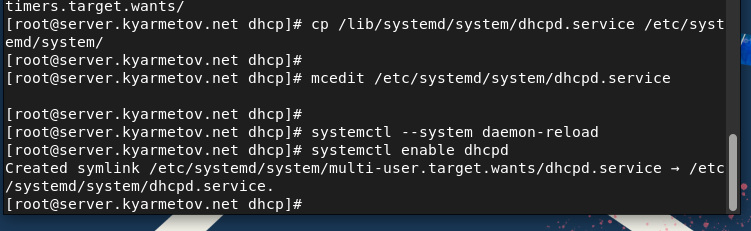 timers.target.wants/
[root@server.kyarmetov.net dhcp]# cp /lib/systemd/system/dhcpd.service /etc/syst
emd/system/
[root@server.kyarmetov.net dhcp]#
[root@server.kyarmetov.net dhcp]# mcedit /etc/systemd/system/dhcpd.service
[root@server.kyarmetov.net dhcp]#
[root@server.kyarmetov.net dhcp]# systemctl --system daemon-reload
[root@server.kyarmetov.net dhcp]# systemctl enable dhcpd
Created symlink /etc/systemd/system/multi-user.target.wants/dhcpd.service → /etc
/systemd/system/dhcpd.service.
[root@server.kyarmetov.net dhcp]#